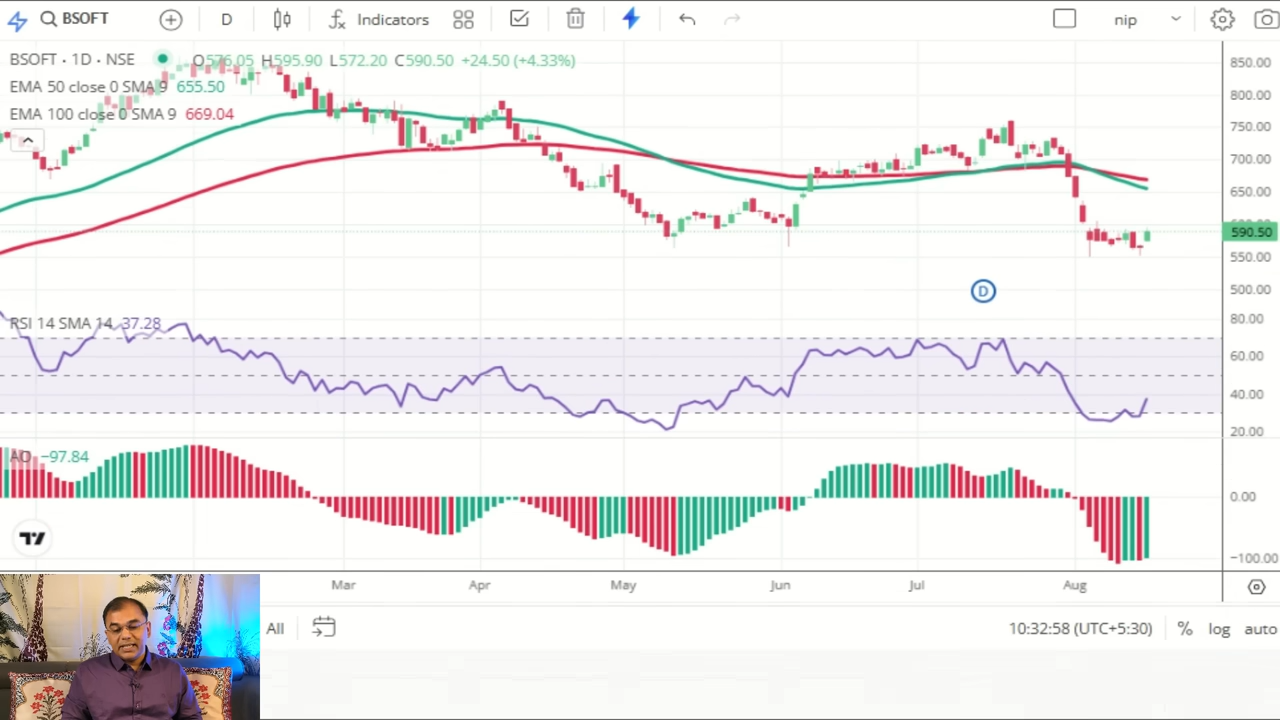 BSOFT D Indicators nip
BSOFT · 1D · NSE O576.05 H595.90 L572.20 C590.50 +24.50 (+4.33%)
EMA 50 close 0 SMA 9 655.50
EMA 100 close 0 SMA 9 669.04
850.00
800.00
750.00
700.00
650.00
590.50
550.00
500.00
D
RSI 14 SMA 14 37.28
80.00
60.00
40.00
20.00
AO −97.84
0.00
−100.00
Mar Apr May Jun Jul Aug
All 10:32:58 (UTC+5:30) % log auto